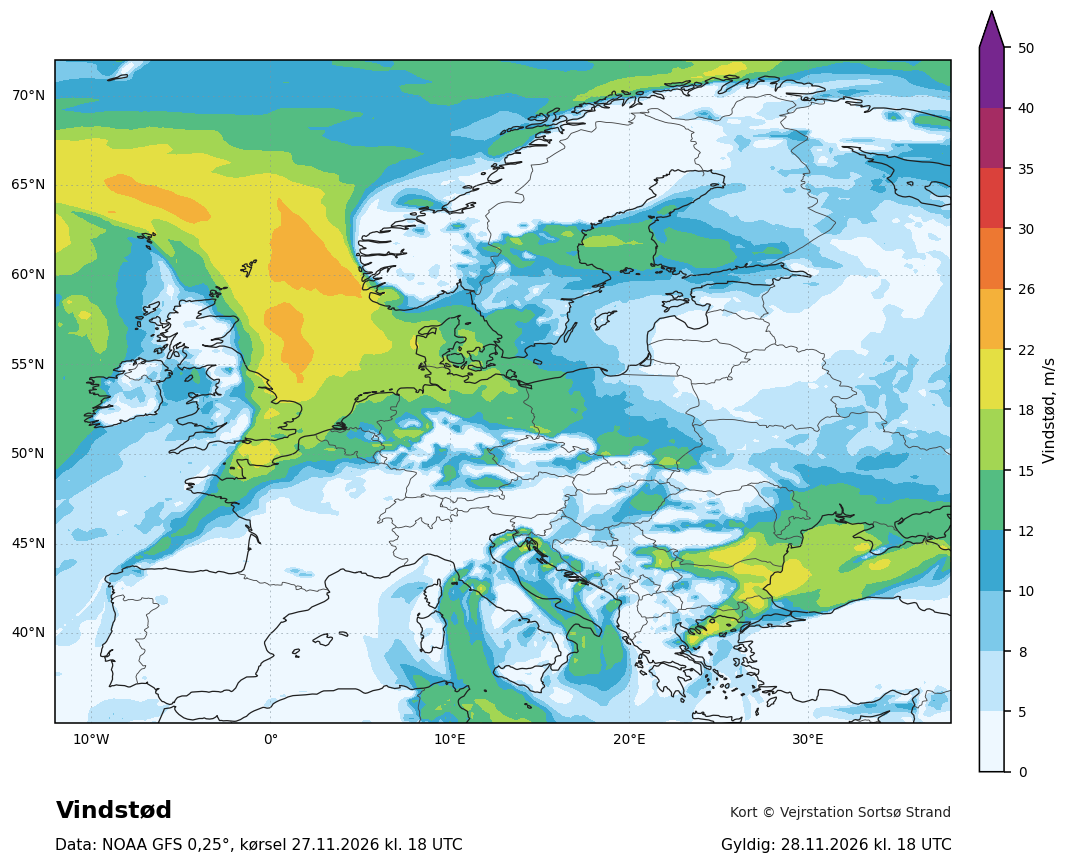 50
40
35
30
26
22
18
15
12
10
8
5
0
Vindstød, m/s
70°N
65°N
60°N
55°N
50°N
45°N
40°N
10°W
0°
10°E
20°E
30°E
Vindstød
Kort © Vejrstation Sortsø Strand
Data: NOAA GFS 0,25°, kørsel 27.11.2026 kl. 18 UTC
Gyldig: 28.11.2026 kl. 18 UTC